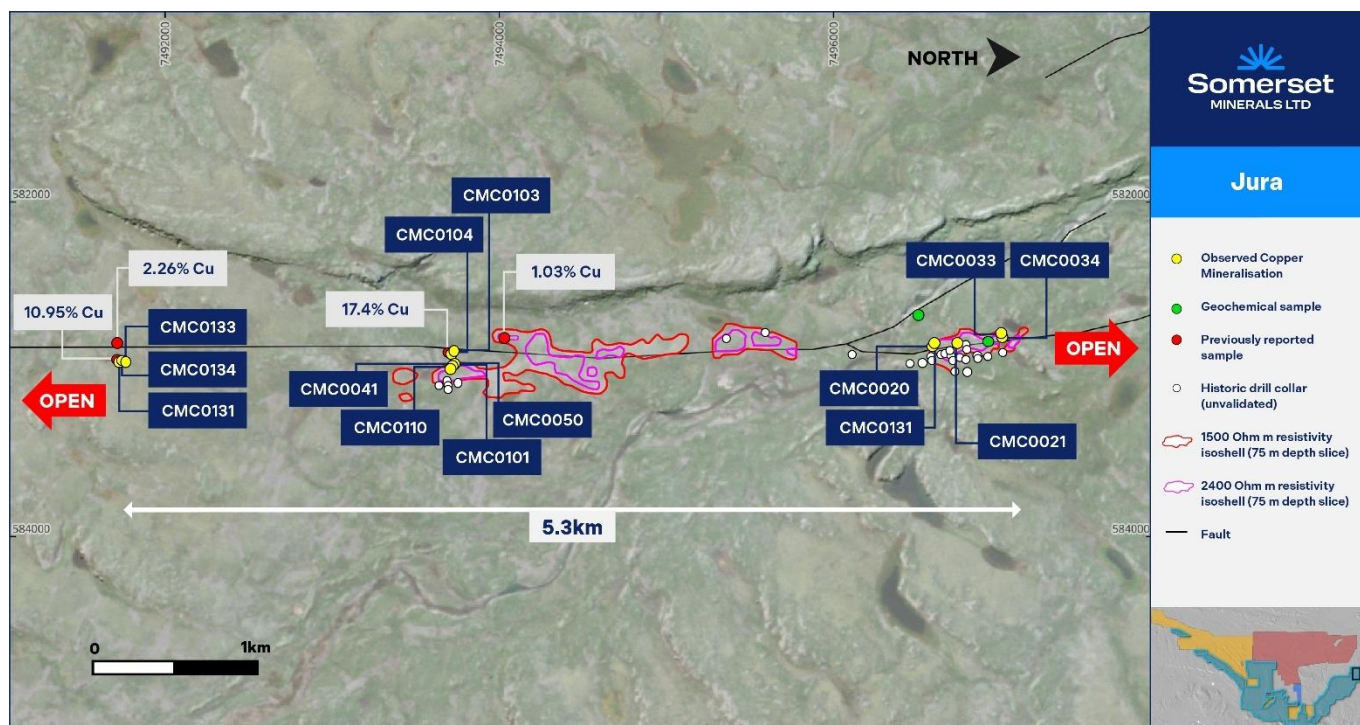 7492000
7494000
7496000
NORTH
582000
582000
CMC0103
CMC0104
2.26% Cu
1.03% Cu
CMC0033
CMC0034
10.95% Cu
17.4% Cu
CMC0133
OPEN
CMC0134
OPEN
CMC0041
CMC0020
CMC0131
CMC0110
CMC0050
CMC0131
CMC0021
CMC0101
5.3km
584000
584000
0
1km
Somerset
MINERALS LTD
Jura
Observed Copper
Mineralisation
Geochemical sample
Previously reported
sample
Historic drill collar
(unvalidated)
1500 Ohm m resistivity
isoshell (75 m depth slice)
2400 Ohm m resistivity
isoshell (75 m depth slice)
Fault